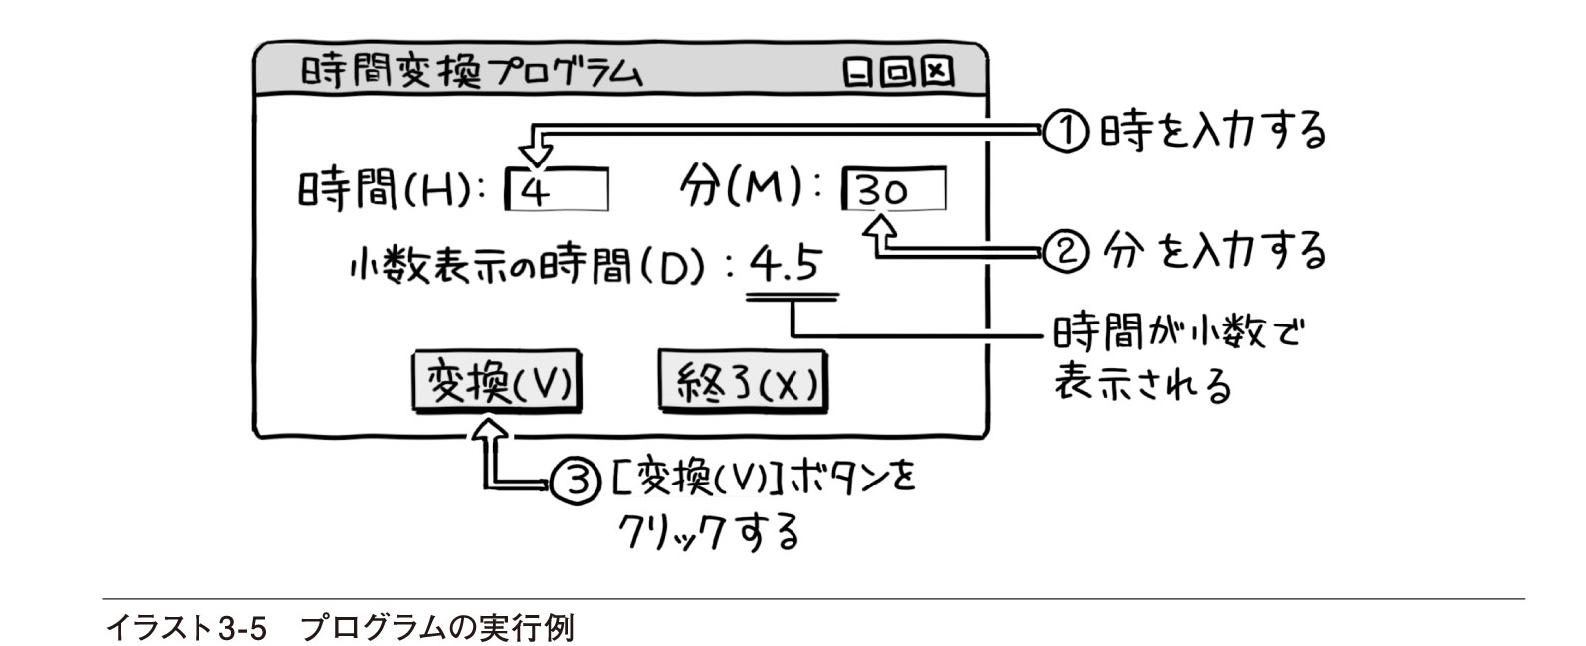 時間変換プログラム
① 時を入力する
時間(H): 4 分(M): 30
② 分を入力する
小数表示の時間(D): 4.5
時間が小数で
表示される
変換(V) 終了(X)
③ [変換(V)]ボタンを
クリックする
イラスト3-5 プログラムの実行例